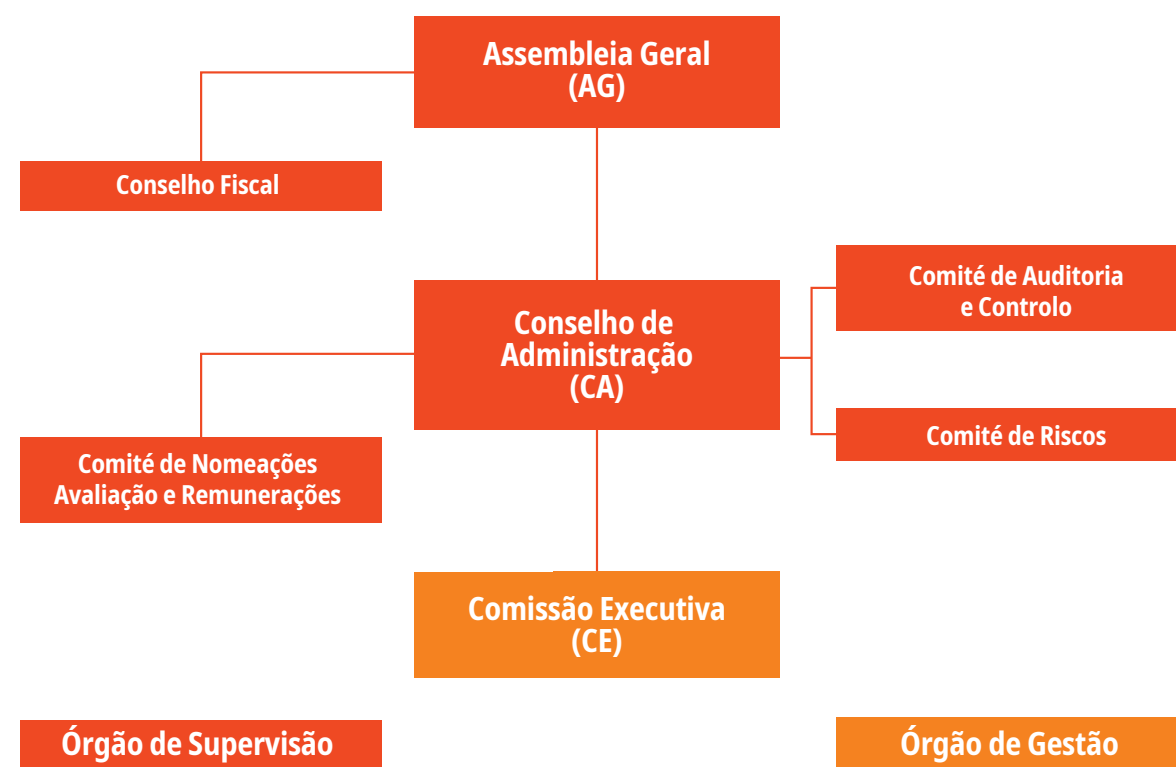 Assembleia Geral
(AG)
Conselho Fiscal
Comité de Auditoria
e Controlo
Conselho de
Administração
(CA)
Comité de Riscos
Comité de Nomeações
Avaliação e Remunerações
Comissão Executiva
(CE)
Órgão de Supervisão
Órgão de Gestão